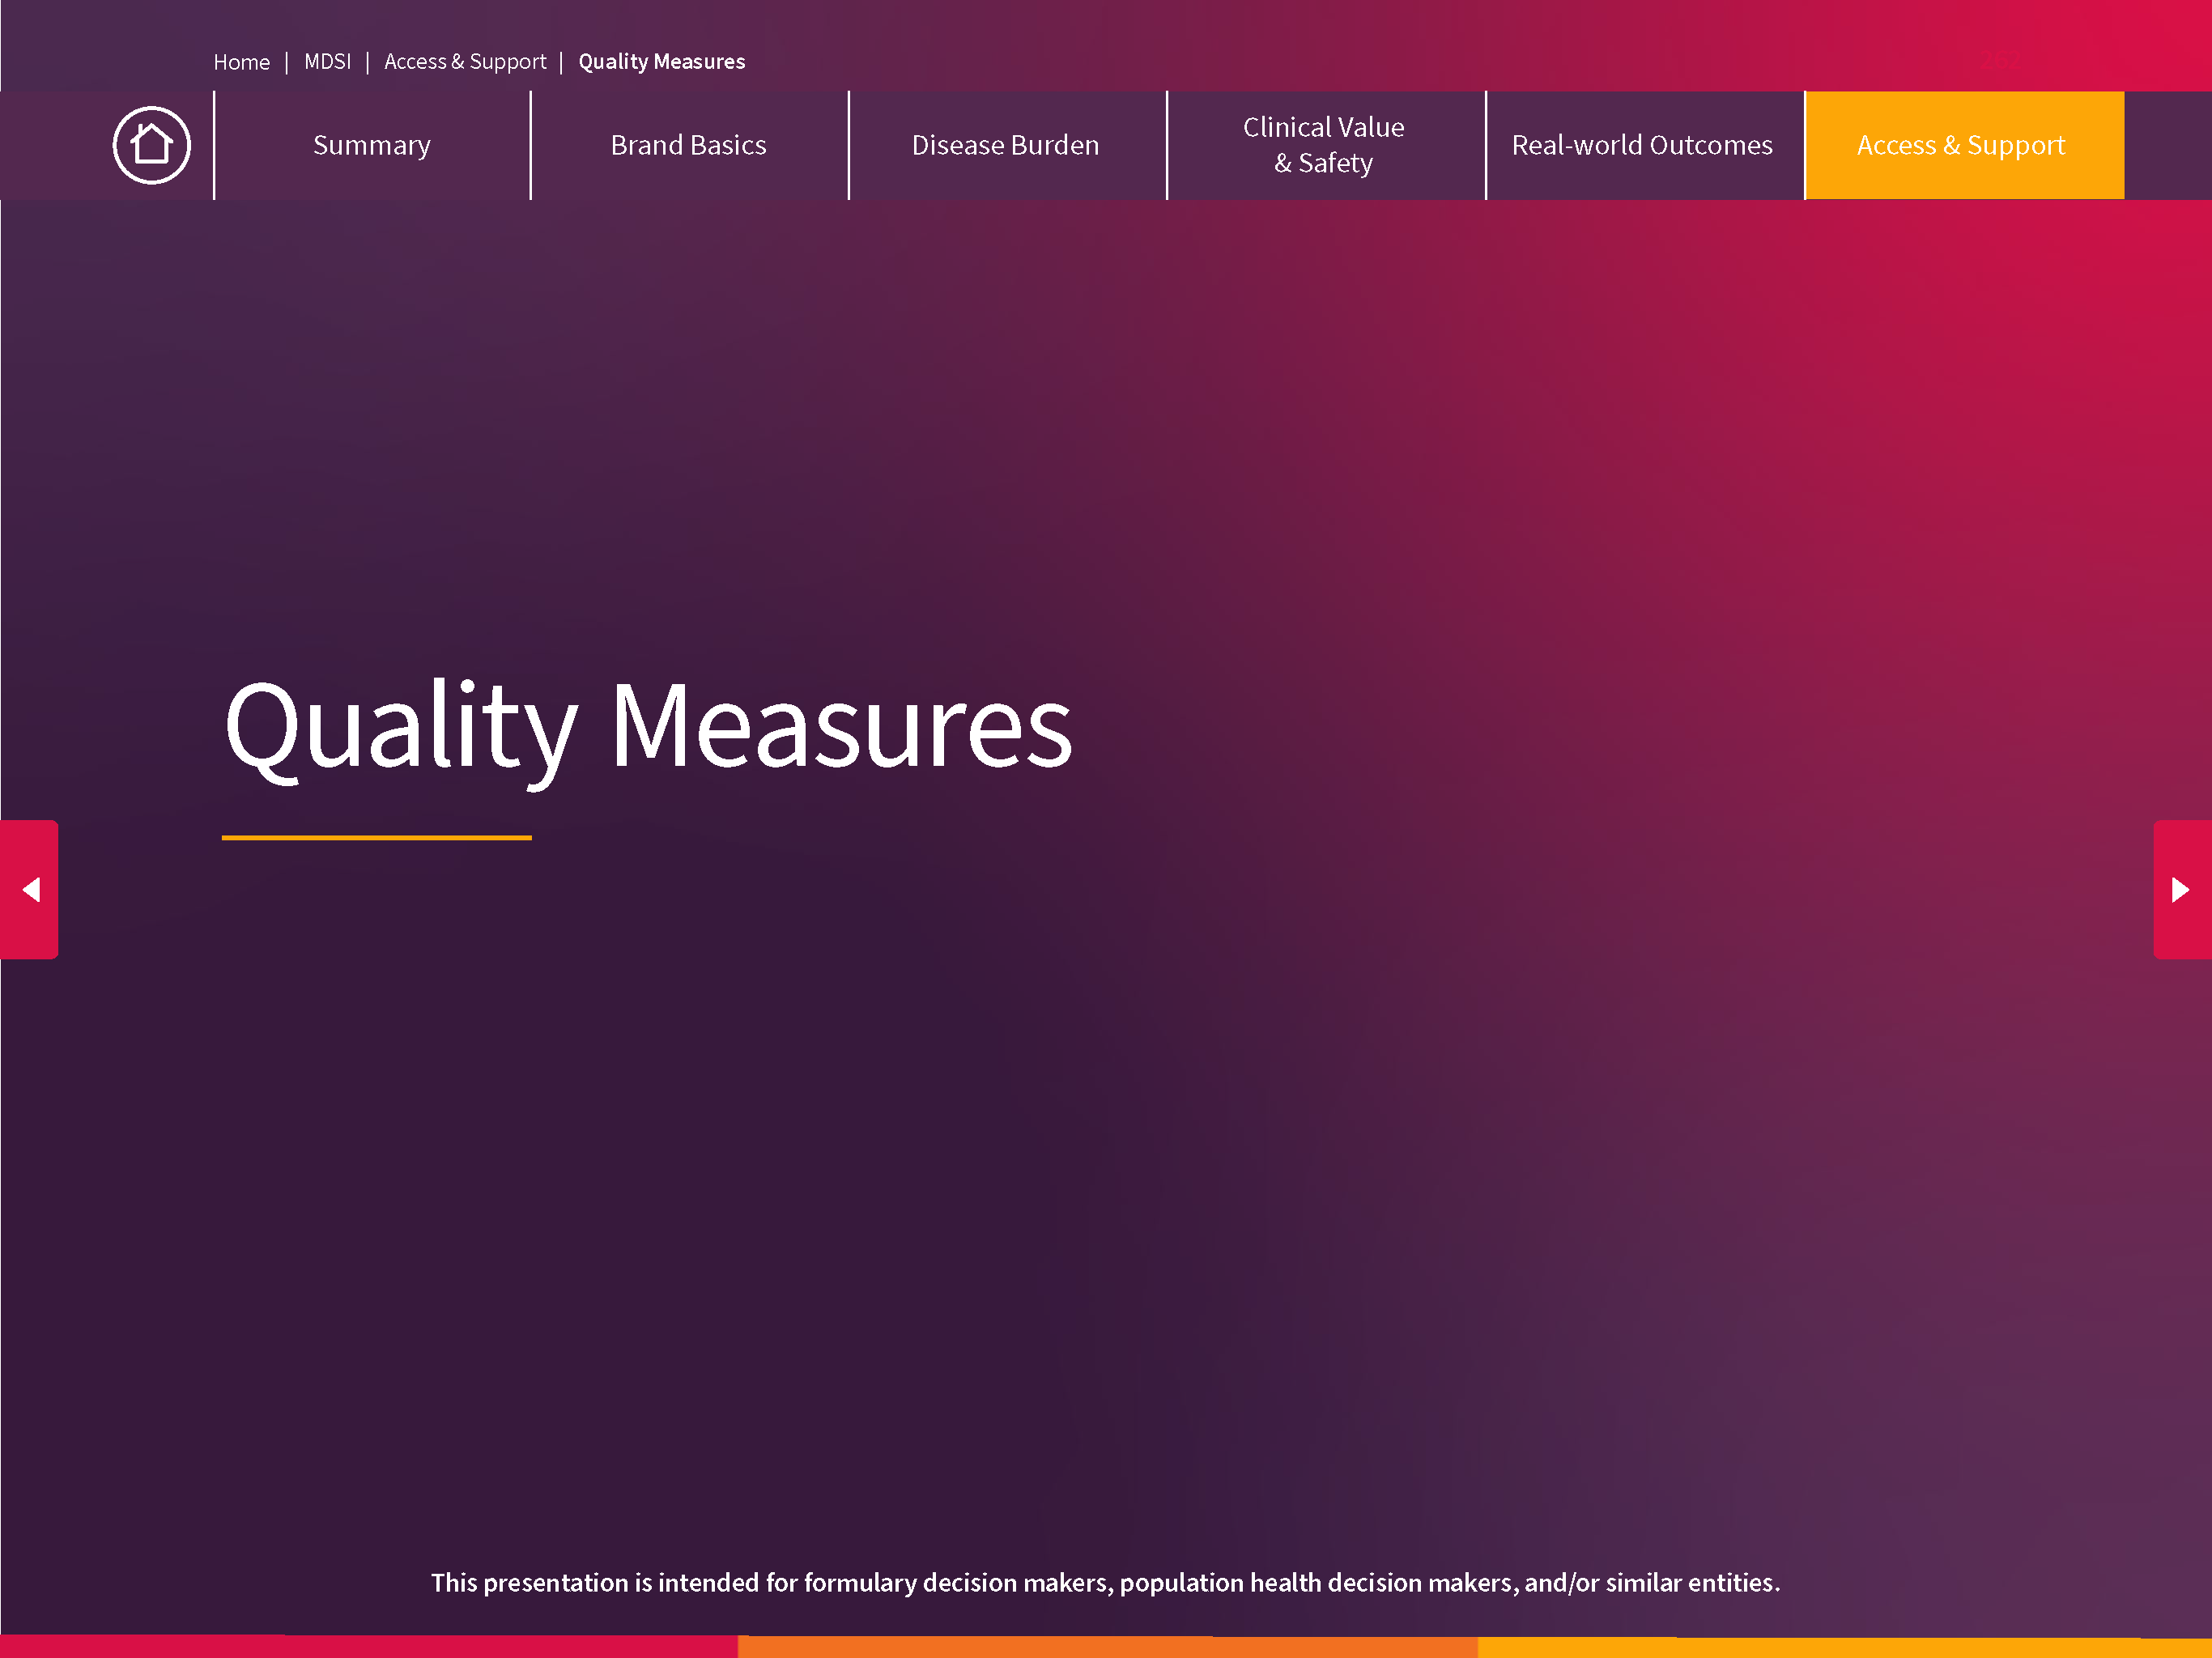 Home | MDSI | Access & Support | Quality Measures
Summary
Brand Basics
Disease Burden
Clinical Value
& Safety
Real-world Outcomes
Access & Support
Quality Measures
This presentation is intended for formulary decision makers, population health decision makers, and/or similar entities.